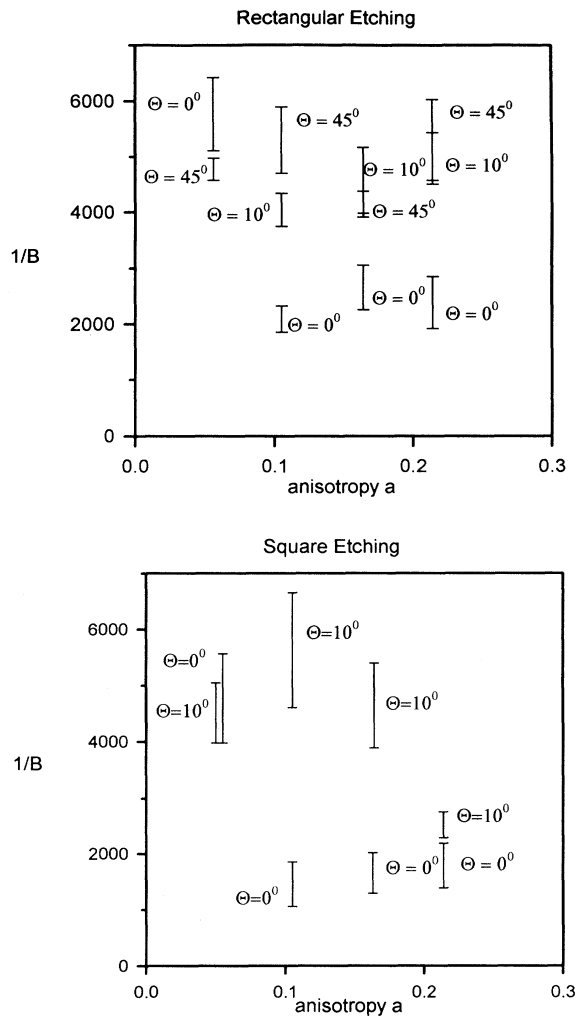 Rectangular Etching
6000
Θ = 0⁰
Θ = 45⁰
Θ = 45⁰
Θ = 10⁰
Θ = 10⁰
Θ = 45⁰
4000
Θ = 10⁰
Θ = 45⁰
1/B
Θ = 0⁰
Θ = 0⁰
2000
Θ = 0⁰
0
0.0 0.1 0.2 0.3
anisotropy a
Square Etching
6000
Θ=10⁰
Θ=0⁰
Θ=10⁰
Θ=10⁰
4000
1/B
Θ=10⁰
2000
Θ = 0⁰
Θ = 0⁰
Θ=0⁰
0
0.0 0.1 0.2 0.3
anisotropy a